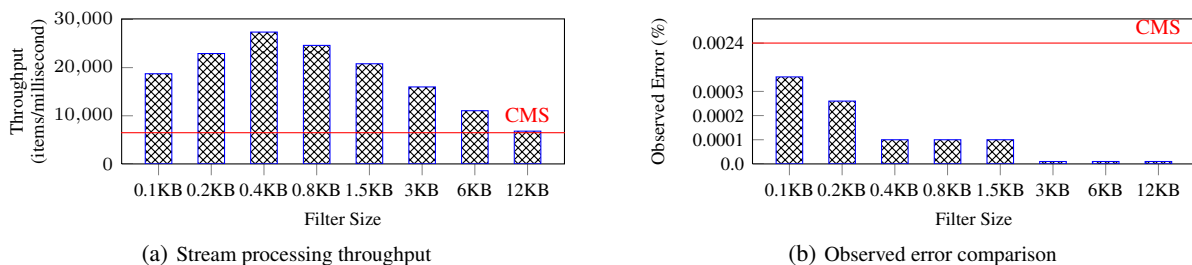 30,000
20,000
10,000
0
Throughput
(items/millisecond)
CMS
0.1KB 0.2KB 0.4KB 0.8KB 1.5KB 3KB 6KB 12KB
Filter Size
(a) Stream processing throughput
0.0024
0.0003
0.0001
0.0
Observed Error (%)
CMS
0.1KB 0.2KB 0.4KB 0.8KB 1.5KB 3KB 6KB 12KB
Filter Size
(b) Observed error comparison